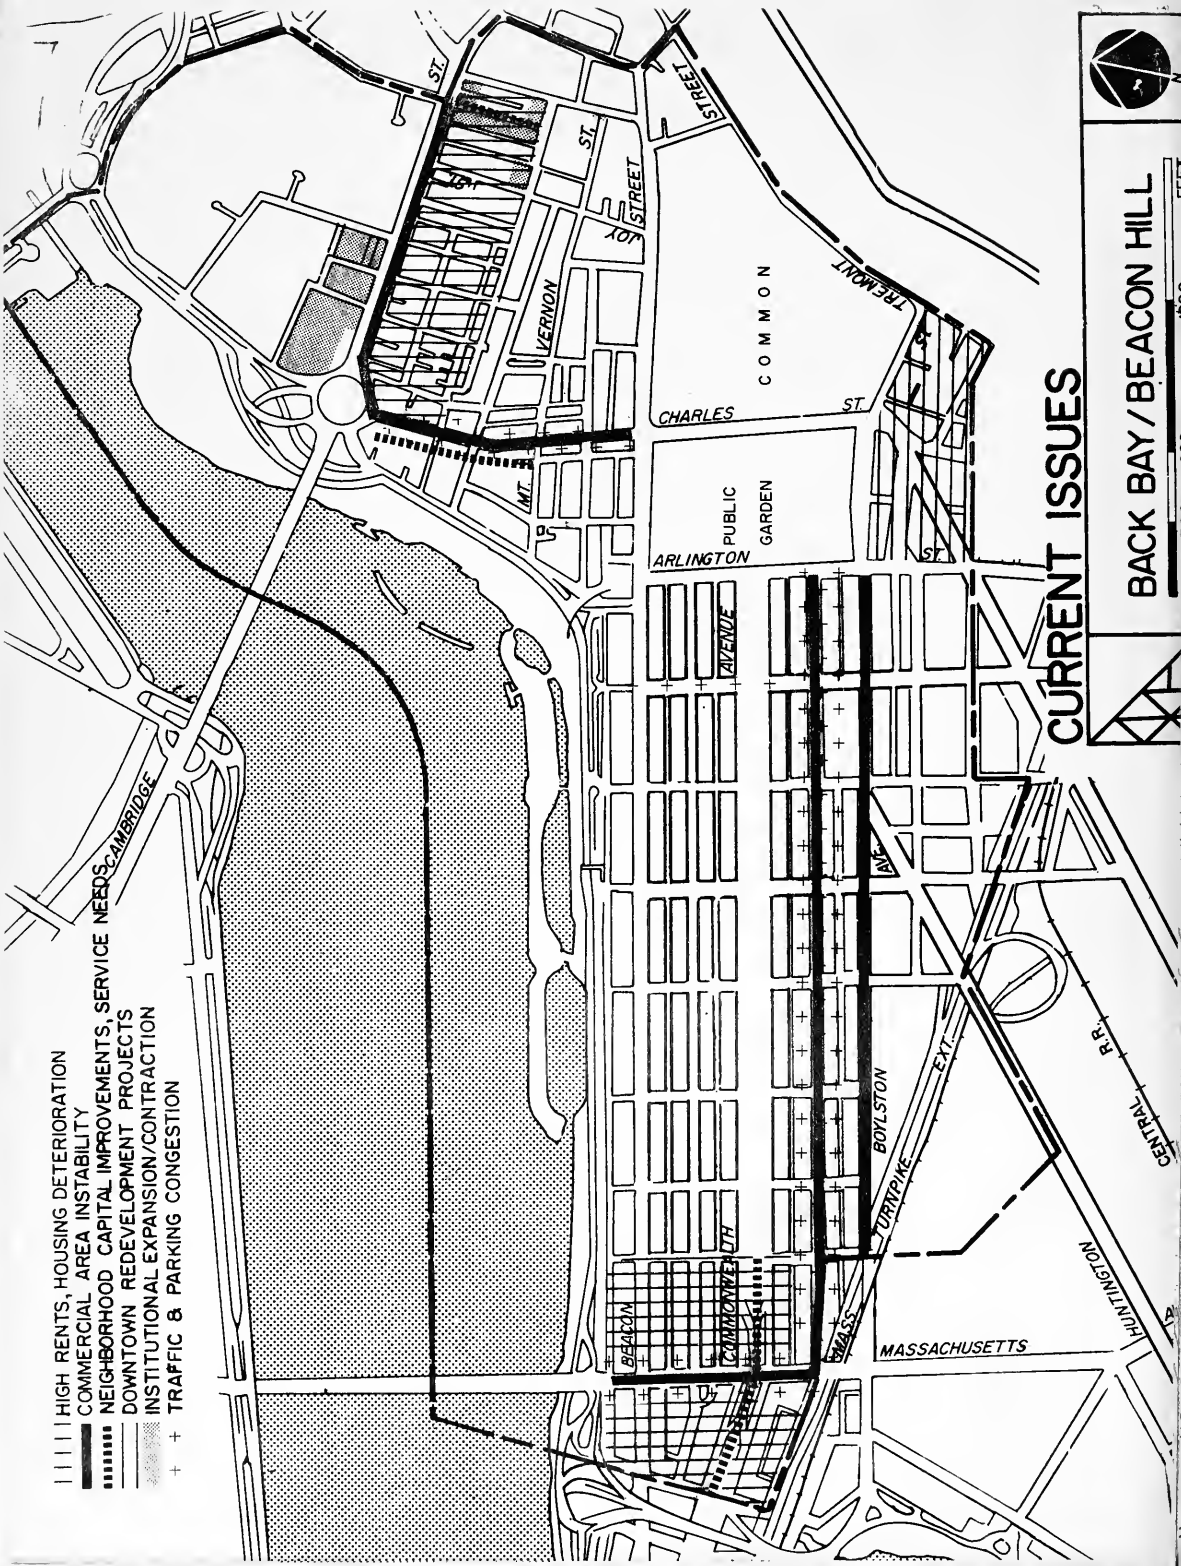 HIGH RENTS, HOUSING DETERIORATION
COMMERCIAL AREA INSTABILITY
NEIGHBORHOOD CAPITAL IMPROVEMENTS, SERVICE NEEDS
DOWNTOWN REDEVELOPMENT PROJECTS
INSTITUTIONAL EXPANSION/CONTRACTION
TRAFFIC & PARKING CONGESTION
CURRENT ISSUES
BACK BAY/BEACON HILL
N
FEET
CAMBRIDGE
ST.
ST.
STREET
STREET
JOY
MT.
VERNON
COMMON
TREMONT
CHARLES
ST.
PUBLIC
GARDEN
ARLINGTON
ST.
AVENUE
COMMONWEALTH
BEACON
BOYLSTON
AVE.
MASS
TURNPIKE
EXT.
MASSACHUSETTS
HUNTINGTON
CENTRAL
R.R.